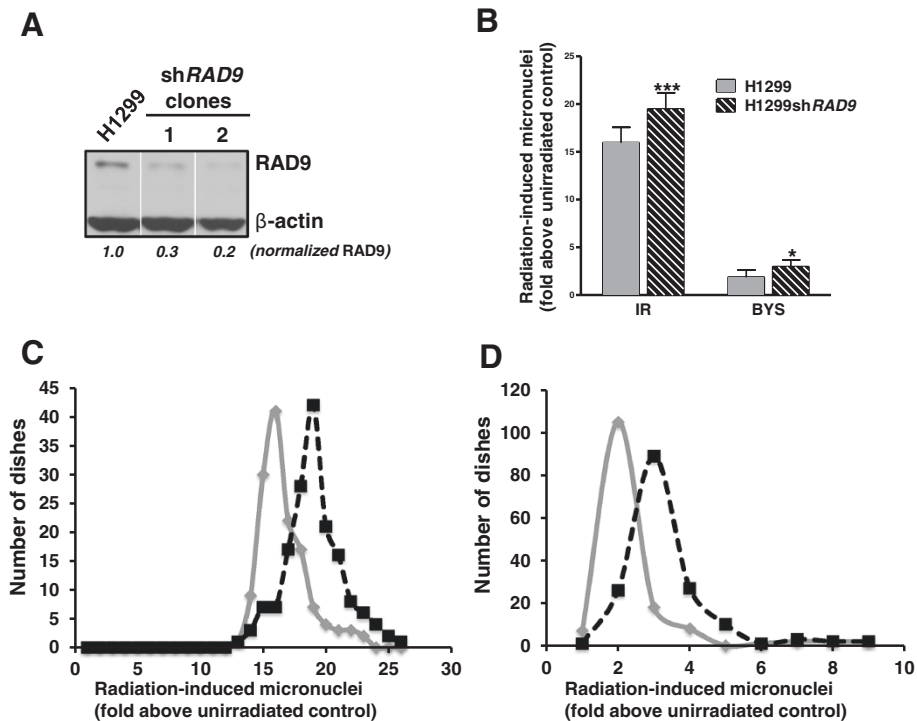 A
H1299
shRAD9
clones
1 2
RAD9
β-actin
1.0 0.3 0.2 (normalized RAD9)
B
Radiation-induced micronuclei
(fold above unirradiated control)
25
20
15
10
5
0
***
*
H1299
H1299shRAD9
IR BYS
C
Number of dishes
45
40
35
30
25
20
15
10
5
0
0 5 10 15 20 25 30
Radiation-induced micronuclei
(fold above unirradiated control)
D
Number of dishes
120
100
80
60
40
20
0
0 2 4 6 8 10
Radiation-induced micronuclei
(fold above unirradiated control)